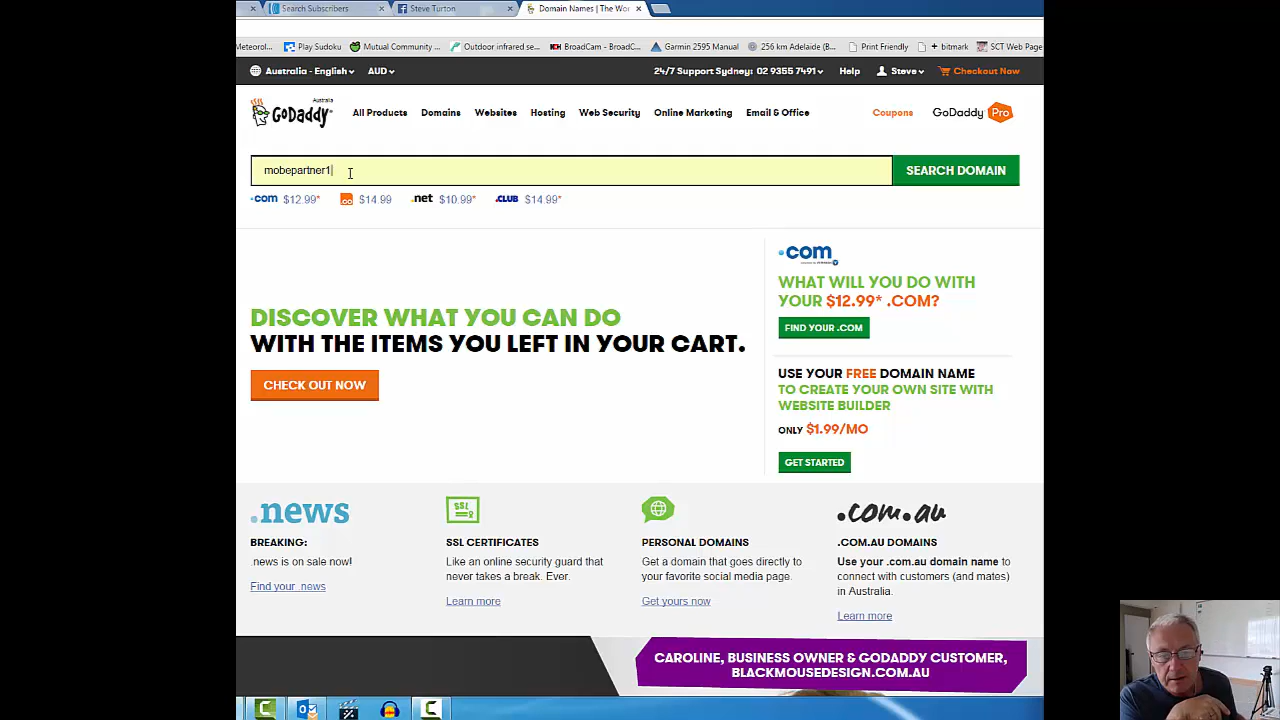 Search Subscribers
Steve Turton
Domain Names | The Wo
Meteorol...
Play Sudoku
Mutual Community ...
Outdoor infrared se...
BroadCam - BroadC...
Garmin 2595 Manual
256 km Adelaide (B...
Print Friendly
+ bitmark
SCT Web Page
Australia - English
AUD
24/7 Support Sydney: 02 9355 7491
Help
Steve
Checkout Now
Australia
GoDaddy
All Products
Domains
Websites
Hosting
Web Security
Online Marketing
Email & Office
Coupons
GoDaddy Pro
mobepartner1
SEARCH DOMAIN
.com $12.99*
$14.99
.net $10.99*
.CLUB $14.99*
DISCOVER WHAT YOU CAN DO
WITH THE ITEMS YOU LEFT IN YOUR CART.
CHECK OUT NOW
.com
WHAT WILL YOU DO WITH
YOUR $12.99* .COM?
FIND YOUR .COM
USE YOUR FREE DOMAIN NAME
TO CREATE YOUR OWN SITE WITH
WEBSITE BUILDER
ONLY $1.99/MO
GET STARTED
.news
BREAKING:
.news is on sale now!
Find your .news
SSL
SSL CERTIFICATES
Like an online security guard that
never takes a break. Ever.
Learn more
PERSONAL DOMAINS
Get a domain that goes directly to
your favorite social media page.
Get yours now
.com.au
.COM.AU DOMAINS
Use your .com.au domain name to
connect with customers (and mates)
in Australia.
Learn more
CAROLINE, BUSINESS OWNER & GODADDY CUSTOMER,
BLACKMOUSEDESIGN.COM.AU